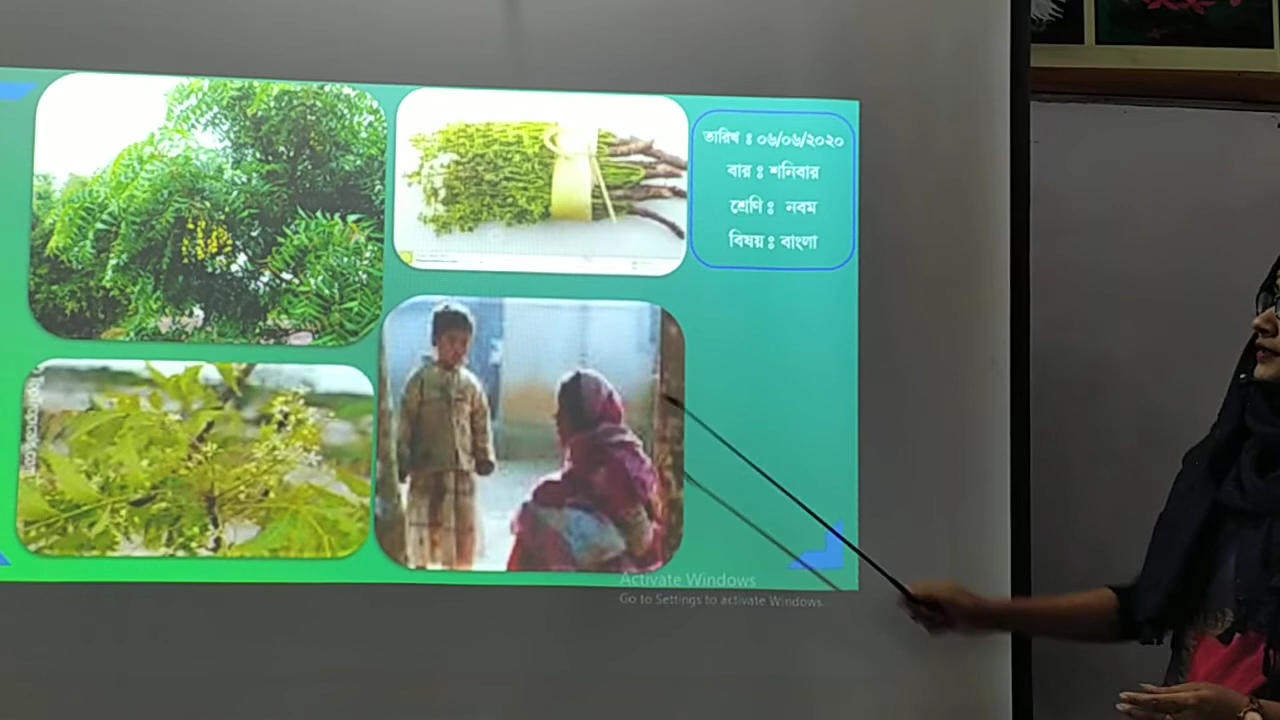 তারিখ ঃ ০৬/০৬/২০২০
বার ঃ শনিবার
শ্রেণি ঃ নবম
বিষয় ঃ বাংলা
Activate Windows
Go to Settings to activate Windows.